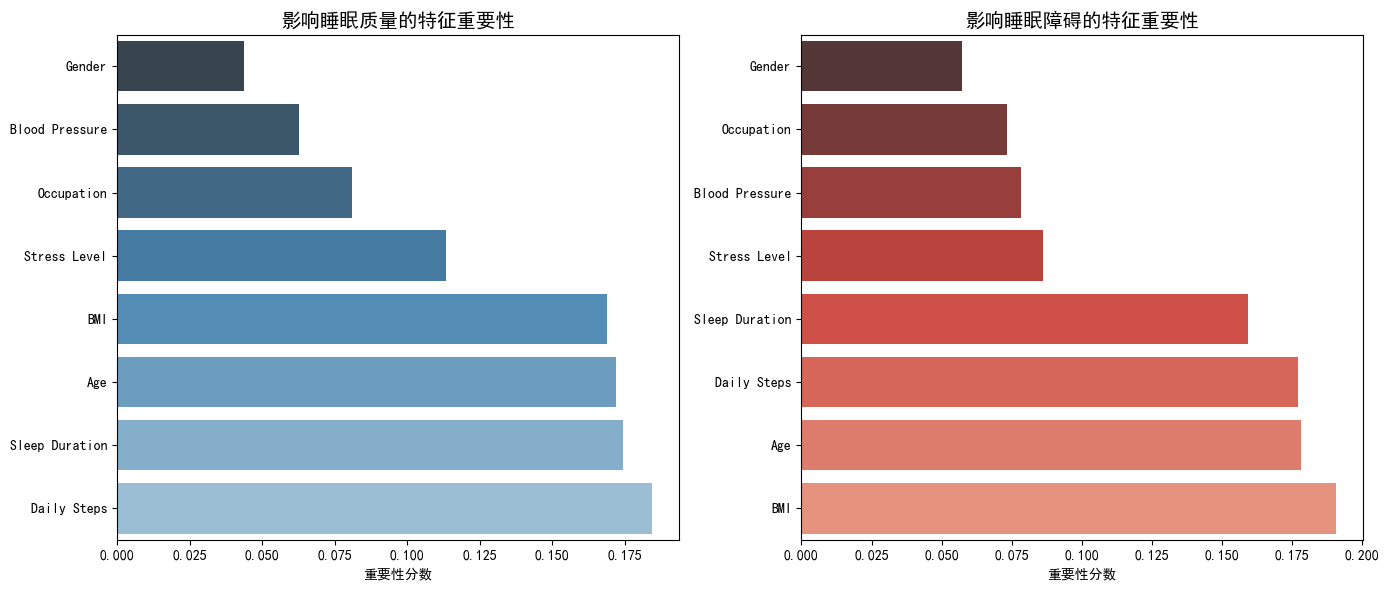 影响睡眠质量的特征重要性
Gender
Blood Pressure
Occupation
Stress Level
BMI
Age
Sleep Duration
Daily Steps
0.000 0.025 0.050 0.075 0.100 0.125 0.150 0.175
重要性分数
影响睡眠障碍的特征重要性
Gender
Occupation
Blood Pressure
Stress Level
Sleep Duration
Daily Steps
Age
BMI
0.000 0.025 0.050 0.075 0.100 0.125 0.150 0.175 0.200
重要性分数